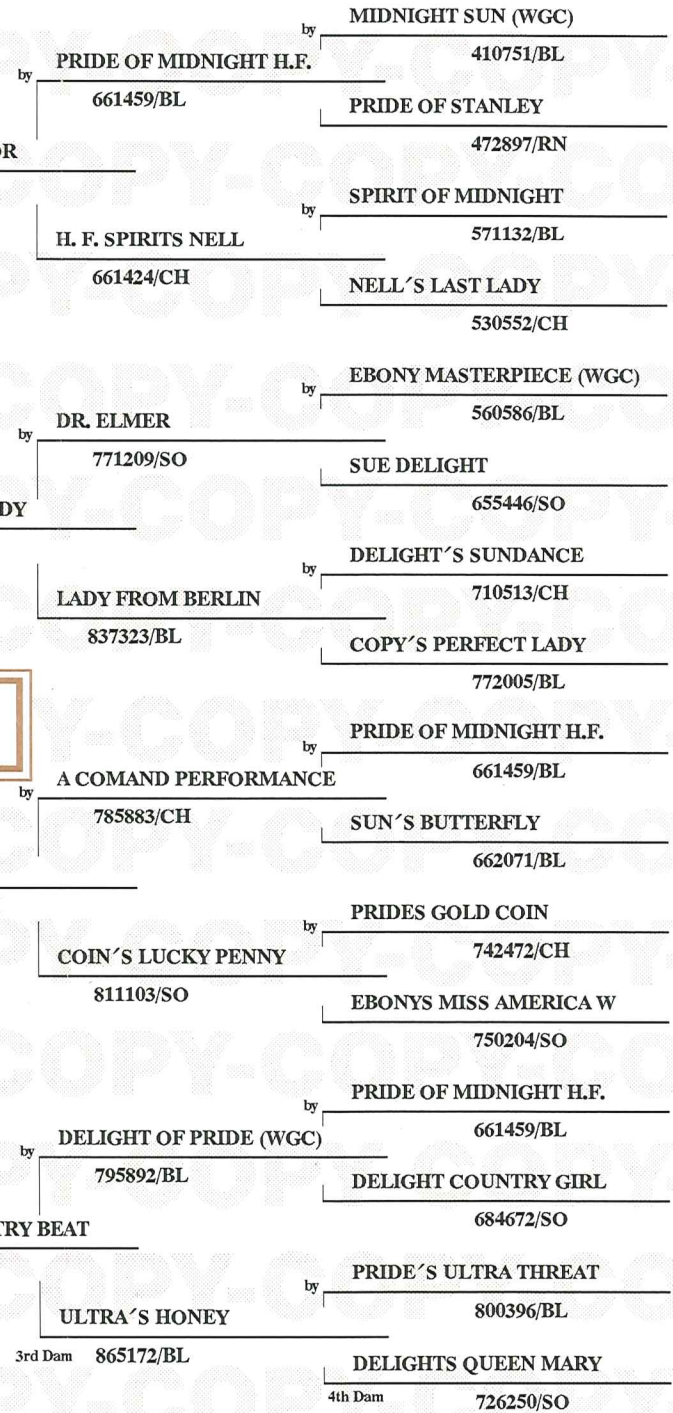 by MIDNIGHT SUN (WGC)
410751/BL
by PRIDE OF MIDNIGHT H.F.
661459/BL
PRIDE OF STANLEY
472897/RN
OR
by SPIRIT OF MIDNIGHT
571132/BL
H. F. SPIRITS NELL
661424/CH
NELL´S LAST LADY
530552/CH
by EBONY MASTERPIECE (WGC)
560586/BL
by DR. ELMER
771209/SO
SUE DELIGHT
655446/SO
DY
by DELIGHT´S SUNDANCE
710513/CH
LADY FROM BERLIN
837323/BL
COPY´S PERFECT LADY
772005/BL
by PRIDE OF MIDNIGHT H.F.
661459/BL
by A COMAND PERFORMANCE
785883/CH
SUN´S BUTTERFLY
662071/BL
by PRIDES GOLD COIN
742472/CH
COIN´S LUCKY PENNY
811103/SO
EBONYS MISS AMERICA W
750204/SO
by PRIDE OF MIDNIGHT H.F.
661459/BL
by DELIGHT OF PRIDE (WGC)
795892/BL
DELIGHT COUNTRY GIRL
684672/SO
TRY BEAT
by PRIDE´S ULTRA THREAT
800396/BL
ULTRA´S HONEY
3rd Dam 865172/BL
DELIGHTS QUEEN MARY
4th Dam 726250/SO